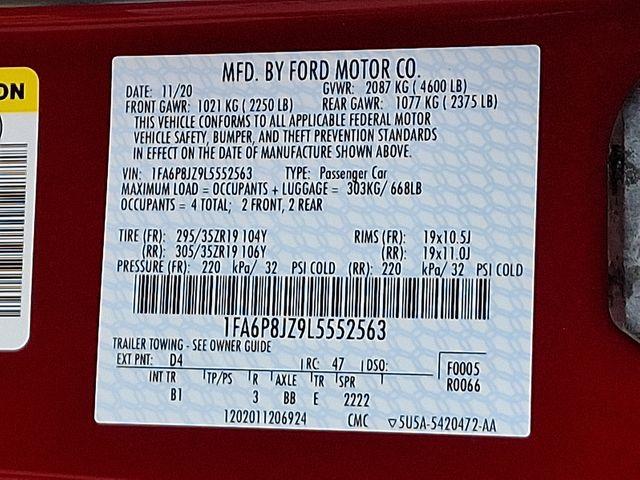 ON
MFD. BY FORD MOTOR CO.
DATE: 11/20 GVWR: 2087 KG ( 4600 LB)
FRONT GAWR: 1021 KG ( 2250 LB) REAR GAWR: 1077 KG ( 2375 LB)
THIS VEHICLE CONFORMS TO ALL APPLICABLE FEDERAL MOTOR
VEHICLE SAFETY, BUMPER, AND THEFT PREVENTION STANDARDS
IN EFFECT ON THE DATE OF MANUFACTURE SHOWN ABOVE.
VIN: 1FA6P8JZ9L5552563 TYPE: Passenger Car
MAXIMUM LOAD = OCCUPANTS + LUGGAGE = 303KG/ 668LB
OCCUPANTS = 4 TOTAL; 2 FRONT, 2 REAR
TIRE (FR): 295/35ZR19 104Y RIMS (FR): 19x10.5J
(RR): 305/35ZR19 106Y (RR): 19x11.0J
PRESSURE (FR): 220 kPa/ 32 PSI COLD (RR): 220 kPa/ 32 PSI COLD
1FA6P8JZ9L5552563
TRAILER TOWING - SEE OWNER GUIDE
EXT PNT: D4 RC: 47 DSO: F0005
R0066
INT TR TP/PS R AXLE TR SPR
B1 3 BB E 2222
1202011206924 CMC ▽5U5A-5420472-AA